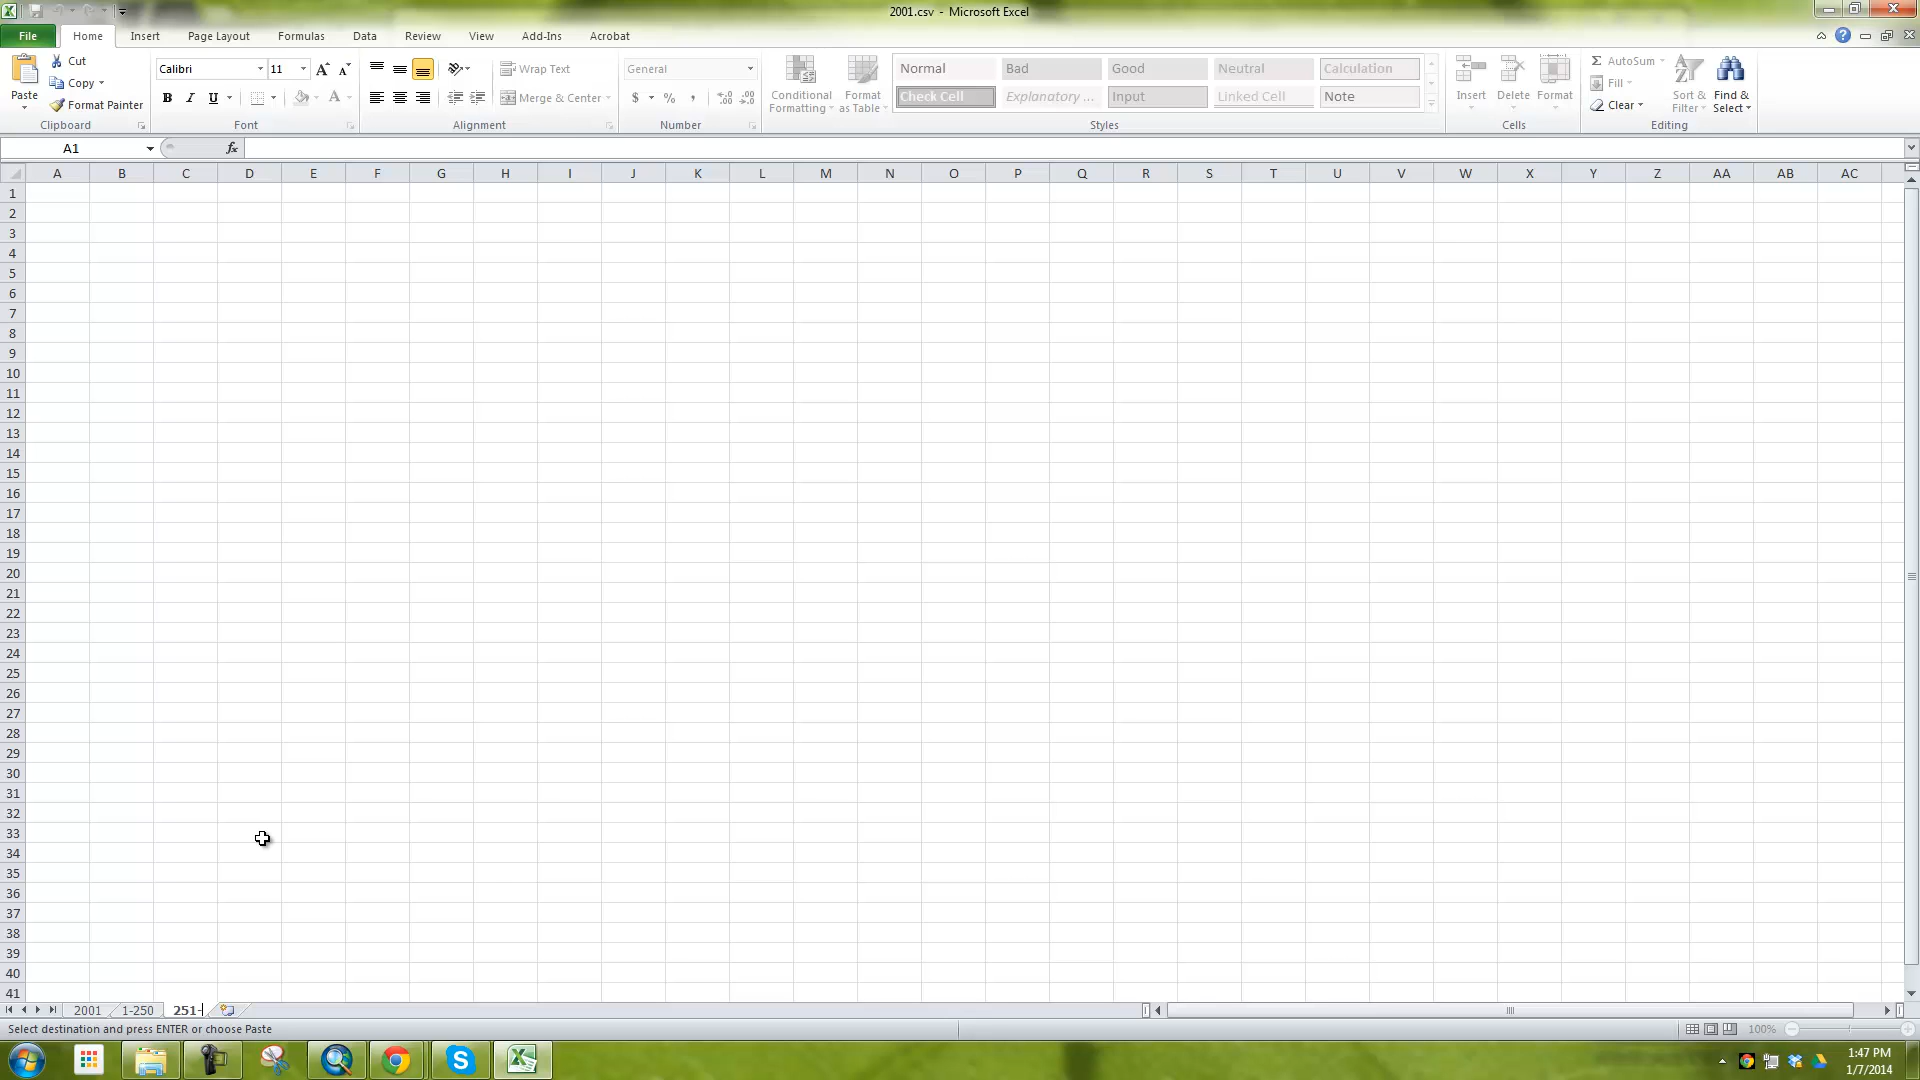 2001.csv - Microsoft Excel
File Home Insert Page Layout Formulas Data Review View Add-Ins Acrobat
Paste
Cut
Copy
Format Painter
Clipboard
Calibri 11
B I U
A
Font
Wrap Text
Merge & Center
Alignment
General
$ % ,
Number
Conditional Formatting
Format as Table
Normal Bad Good Neutral Calculation
Check Cell Explanatory ... Input Linked Cell Note
Styles
Insert Delete Format
Cells
Σ AutoSum
Fill
Clear
Sort & Filter
Find & Select
Editing
A1 fx
A B C D E F G H I J K L M N O P Q R S T U V W X Y Z AA AB AC
1
2
3
4
5
6
7
8
9
10
11
12
13
14
15
16
17
18
19
20
21
22
23
24
25
26
27
28
29
30
31
32
33
34
35
36
37
38
39
40
41
2001 1-250 251-
Select destination and press ENTER or choose Paste
100%
1:47 PM
1/7/2014